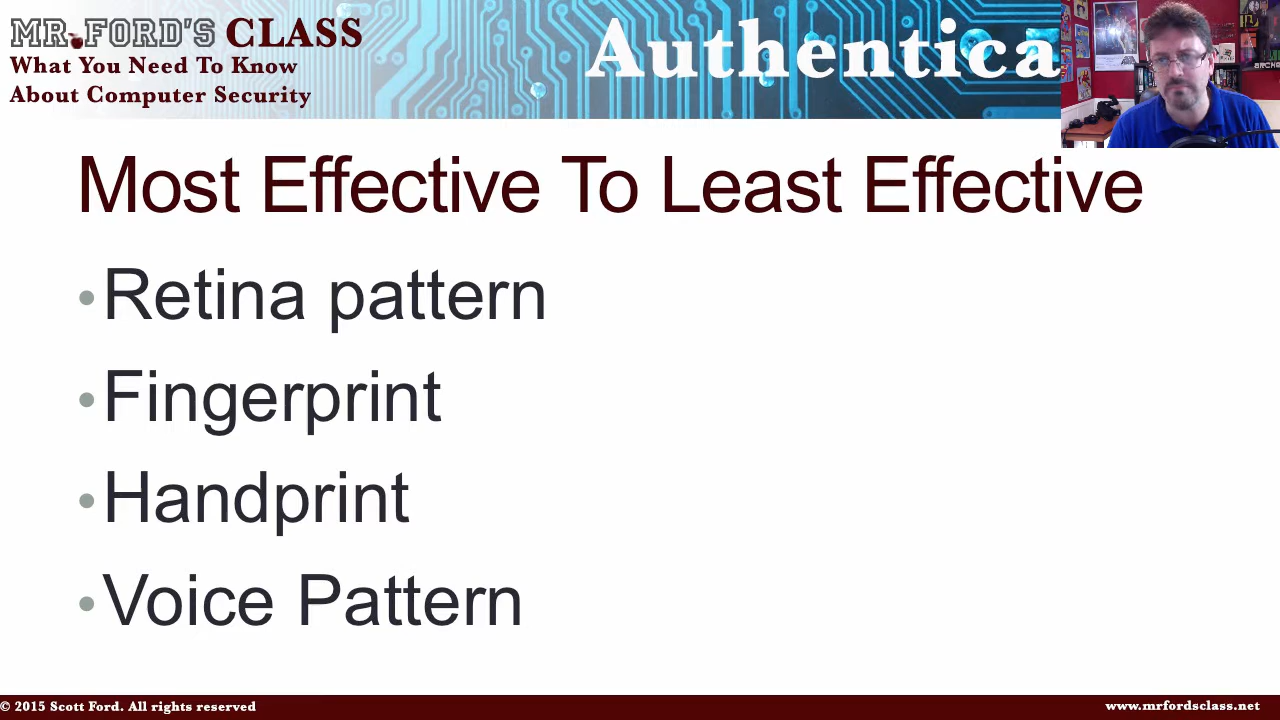 MR. FORD'S CLASS
What You Need To Know
About Computer Security
Authentica
Most Effective To Least Effective
•Retina pattern
•Fingerprint
•Handprint
•Voice Pattern
© 2015 Scott Ford. All rights reserved
www.mrfordsclass.net